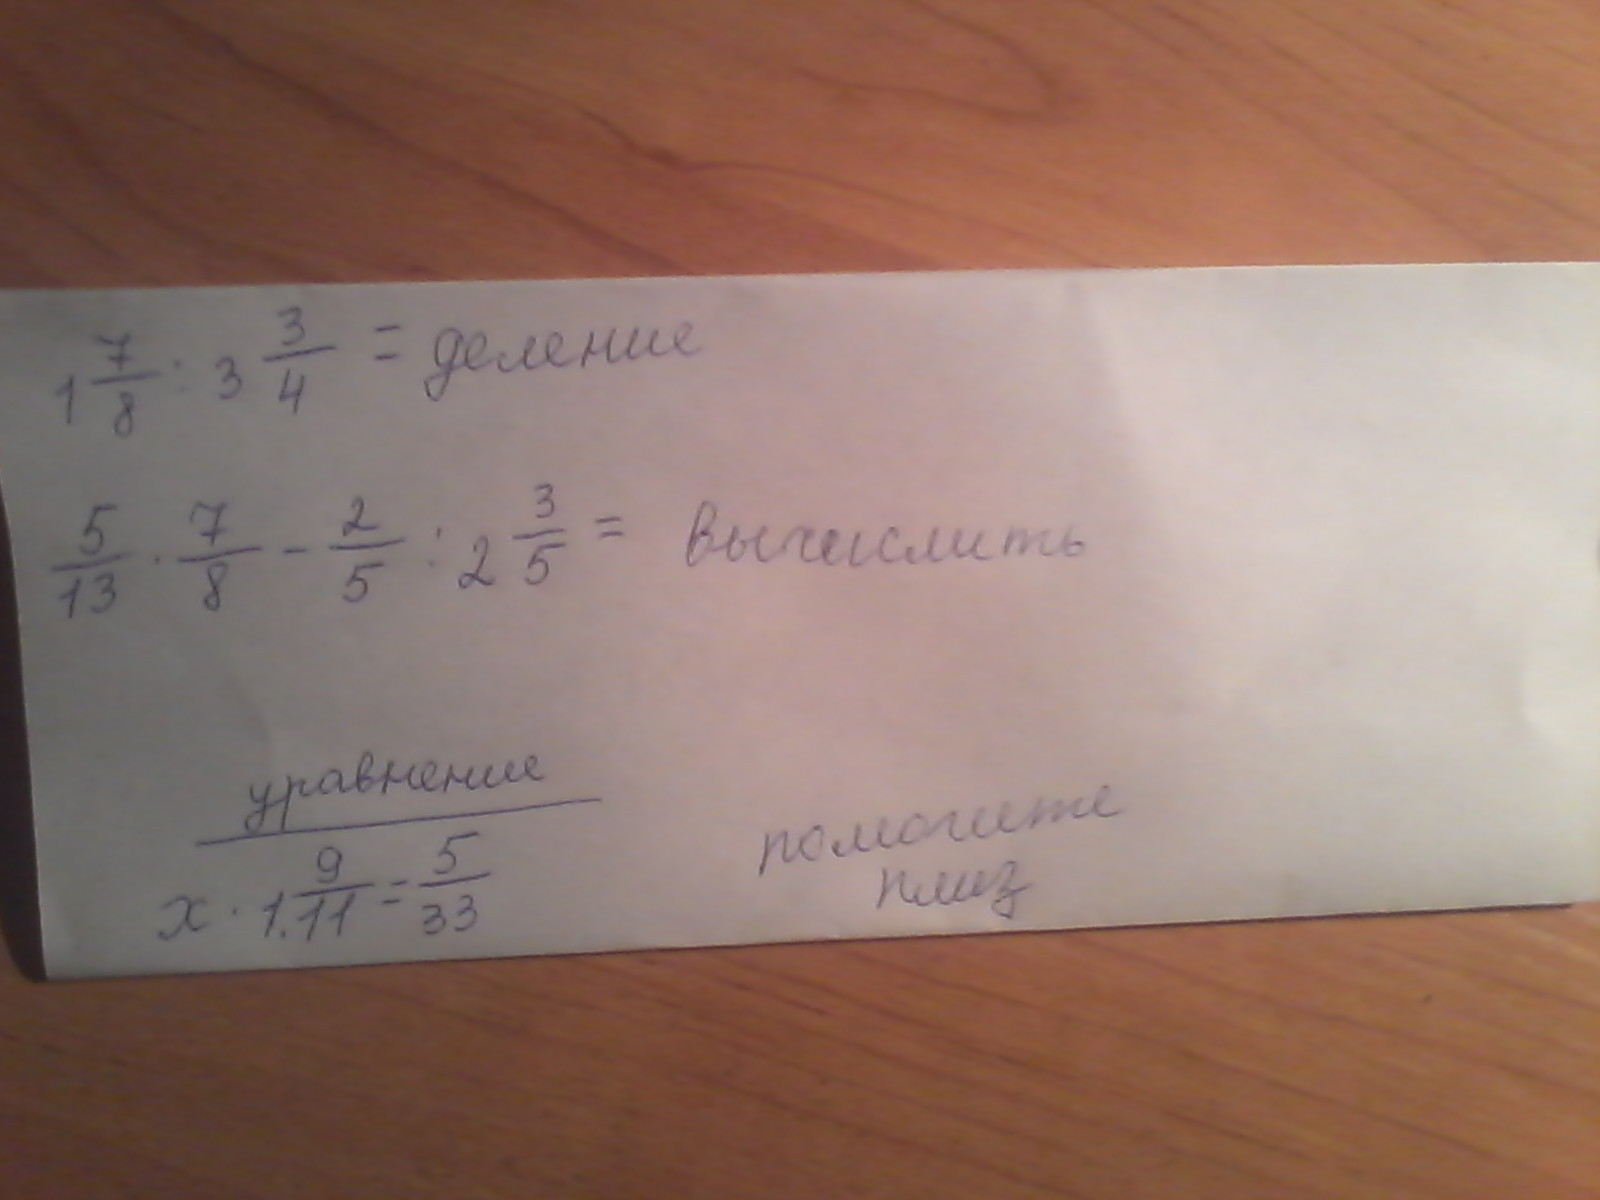 1 7/8 : 3 3/4 = деление
5/13 · 7/8 - 2/5 : 2 3/5 = вычислить
уравнение
x · 1. 9/11 = 5/33
помогите
плиз